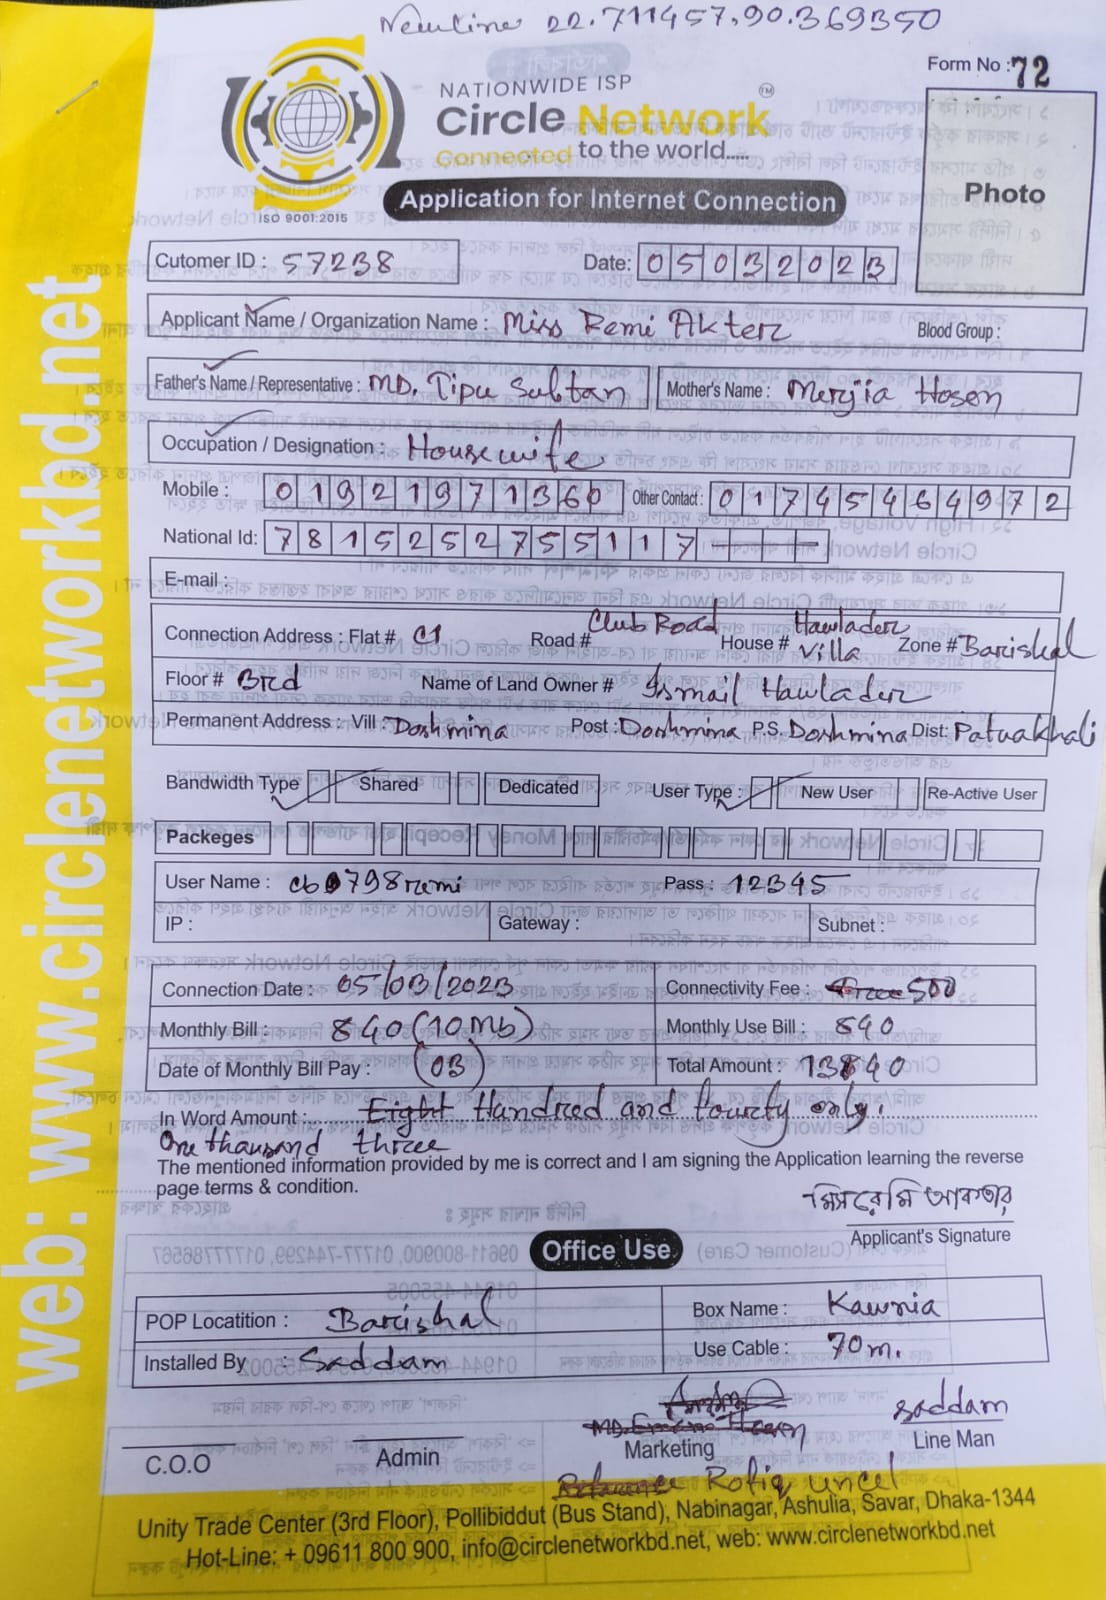 Newline 22.711457,90.369350
Form No : 72
NATIONWIDE ISP
Circle Network TM
Connected to the world.....
ISO 9001:2015
Application for Internet Connection
Photo
Cutomer ID : 57238 Date: 05032023
Applicant Name / Organization Name : Miss Remi Akter Blood Group :
Father's Name / Representative : MD. Tipu Sultan Mother's Name : Merjia Hosen
Occupation / Designation : Housewife
Mobile : 01921971360 Other Contact : 01745464972
National Id: 7815252755117
E-mail :
Connection Address : Flat # C1 Road # Club Road House # Hawlader Villa Zone # Barishal
Floor # 3rd Name of Land Owner # Ismail Hawlader
Permanent Address : Vill : Doshmina Post : Doshmina P.S. Doshmina Dist: Patuakhali
Bandwidth Type Shared Dedicated User Type : New User Re-Active User
Packeges
User Name : cb0798remi Pass : 12345
IP : Gateway : Subnet :
Connection Date : 05/03/2023 Connectivity Fee : 500
Monthly Bill : 840 (10Mb) Monthly Use Bill : 840
Date of Monthly Bill Pay : (03) Total Amount : 1340
In Word Amount : Eight Handred and Fourty only.
One thousand three
The mentioned information provided by me is correct and I am signing the Application learning the reverse
page terms & condition.
মিস রেমি আক্তার
Applicant's Signature
Office Use
POP Locatition : Barishal Box Name : Kawnia
Installed By : Saddam Use Cable : 70m.
Saddam
C.O.O Admin Marketing Line Man
Rofiq uncel
Unity Trade Center (3rd Floor), Pollibiddut (Bus Stand), Nabinagar, Ashulia, Savar, Dhaka-1344
Hot-Line: + 09611 800 900, info@circlenetworkbd.net, web: www.circlenetworkbd.net
web: www.circlenetworkbd.net